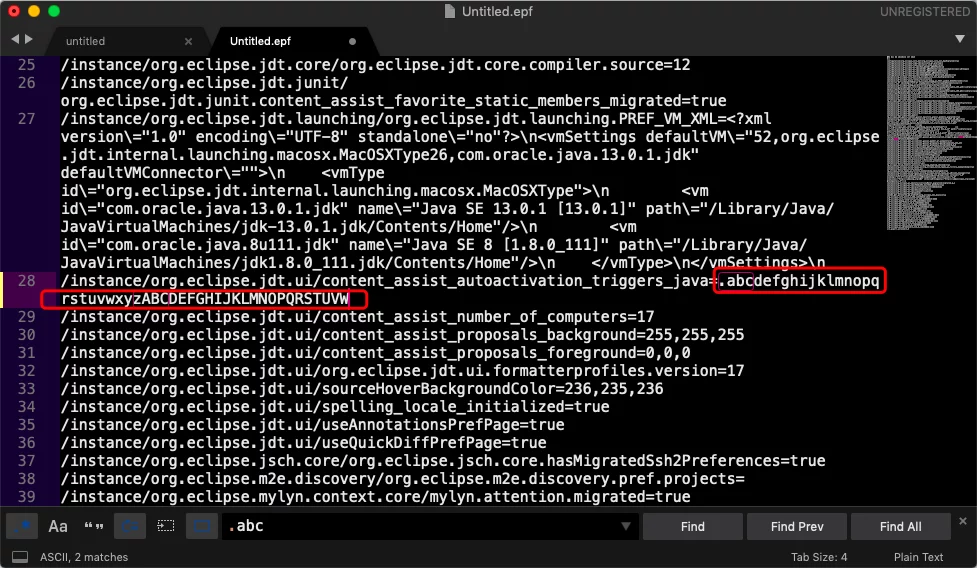 Untitled.epf
UNREGISTERED
untitled
Untitled.epf
25 /instance/org.eclipse.jdt.core/org.eclipse.jdt.core.compiler.source=12
26 /instance/org.eclipse.jdt.junit/
org.eclipse.jdt.junit.content_assist_favorite_static_members_migrated=true
27 /instance/org.eclipse.jdt.launching/org.eclipse.jdt.launching.PREF_VM_XML=<?xml
version\="1.0" encoding\="UTF-8" standalone\="no"?>\n<vmSettings defaultVM\="52,org.eclipse
.jdt.internal.launching.macosx.MacOSXType26,com.oracle.java.13.0.1.jdk"
defaultVMConnector\="">\n    <vmType
id\="org.eclipse.jdt.internal.launching.macosx.MacOSXType">\n        <vm
id\="com.oracle.java.13.0.1.jdk" name\="Java SE 13.0.1 [13.0.1]" path\="/Library/Java/
JavaVirtualMachines/jdk-13.0.1.jdk/Contents/Home"/>\n        <vm
id\="com.oracle.java.8u111.jdk" name\="Java SE 8 [1.8.0_111]" path\="/Library/Java/
JavaVirtualMachines/jdk1.8.0_111.jdk/Contents/Home"/>\n    </vmType>\n</vmSettings>\n
28 /instance/org.eclipse.jdt.ui/content_assist_autoactivation_triggers_java=.abcdefghijklmnopq
rstuvwxyzABCDEFGHIJKLMNOPQRSTUVW
29 /instance/org.eclipse.jdt.ui/content_assist_number_of_computers=17
30 /instance/org.eclipse.jdt.ui/content_assist_proposals_background=255,255,255
31 /instance/org.eclipse.jdt.ui/content_assist_proposals_foreground=0,0,0
32 /instance/org.eclipse.jdt.ui/org.eclipse.jdt.ui.formatterprofiles.version=17
33 /instance/org.eclipse.jdt.ui/sourceHoverBackgroundColor=236,235,236
34 /instance/org.eclipse.jdt.ui/spelling_locale_initialized=true
35 /instance/org.eclipse.jdt.ui/useAnnotationsPrefPage=true
36 /instance/org.eclipse.jdt.ui/useQuickDiffPrefPage=true
37 /instance/org.eclipse.jsch.core/org.eclipse.jsch.core.hasMigratedSsh2Preferences=true
38 /instance/org.eclipse.m2e.discovery/org.eclipse.m2e.discovery.pref.projects=
39 /instance/org.eclipse.mylyn.context.core/mylyn.attention.migrated=true
Aa “” .abc Find Find Prev Find All
ASCII, 2 matches Tab Size: 4 Plain Text